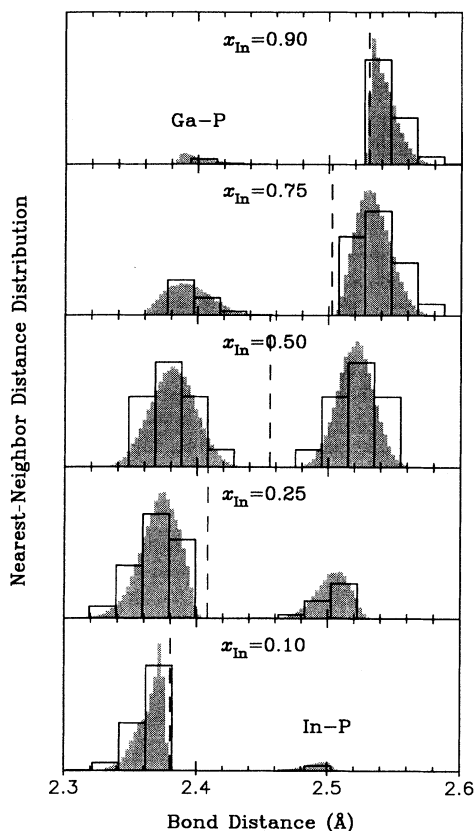 x_In=0.90
Ga-P
x_In=0.75
Nearest-Neighbor Distance Distribution
x_In=0.50
x_In=0.25
x_In=0.10
In-P
2.3 2.4 2.5 2.6
Bond Distance (Å)